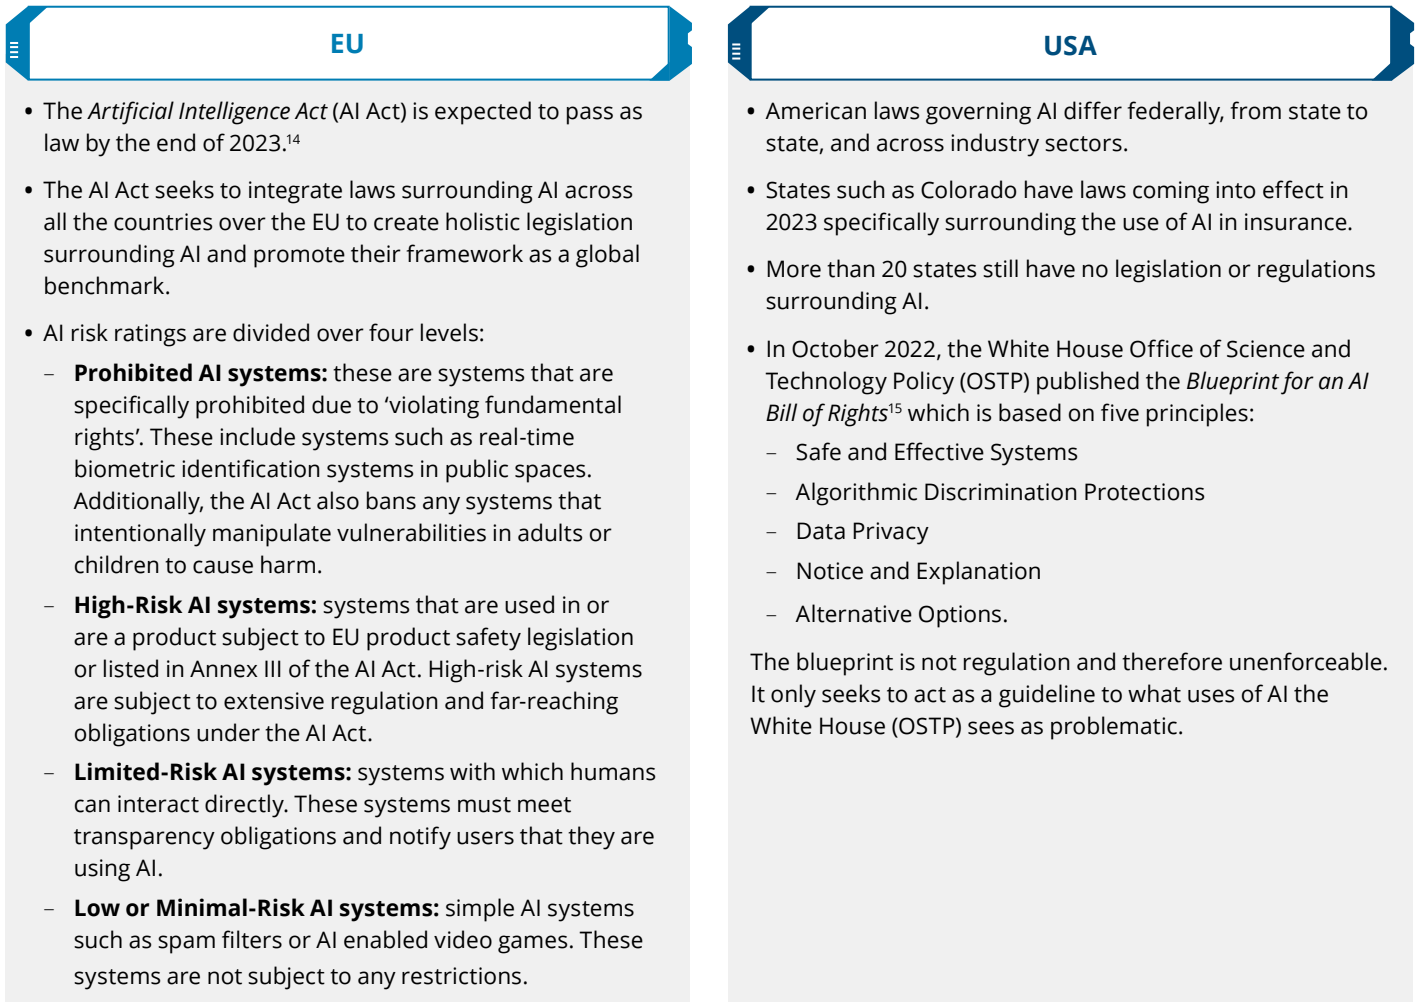 EU
• The Artificial Intelligence Act (AI Act) is expected to pass as
law by the end of 2023.14
• The AI Act seeks to integrate laws surrounding AI across
all the countries over the EU to create holistic legislation
surrounding AI and promote their framework as a global
benchmark.
• AI risk ratings are divided over four levels:
– Prohibited AI systems: these are systems that are
specifically prohibited due to ‘violating fundamental
rights’. These include systems such as real-time
biometric identification systems in public spaces.
Additionally, the AI Act also bans any systems that
intentionally manipulate vulnerabilities in adults or
children to cause harm.
– High-Risk AI systems: systems that are used in or
are a product subject to EU product safety legislation
or listed in Annex III of the AI Act. High-risk AI systems
are subject to extensive regulation and far-reaching
obligations under the AI Act.
– Limited-Risk AI systems: systems with which humans
can interact directly. These systems must meet
transparency obligations and notify users that they are
using AI.
– Low or Minimal-Risk AI systems: simple AI systems
such as spam filters or AI enabled video games. These
systems are not subject to any restrictions.
USA
• American laws governing AI differ federally, from state to
state, and across industry sectors.
• States such as Colorado have laws coming into effect in
2023 specifically surrounding the use of AI in insurance.
• More than 20 states still have no legislation or regulations
surrounding AI.
• In October 2022, the White House Office of Science and
Technology Policy (OSTP) published the Blueprint for an AI
Bill of Rights15 which is based on five principles:
– Safe and Effective Systems
– Algorithmic Discrimination Protections
– Data Privacy
– Notice and Explanation
– Alternative Options.
The blueprint is not regulation and therefore unenforceable.
It only seeks to act as a guideline to what uses of AI the
White House (OSTP) sees as problematic.